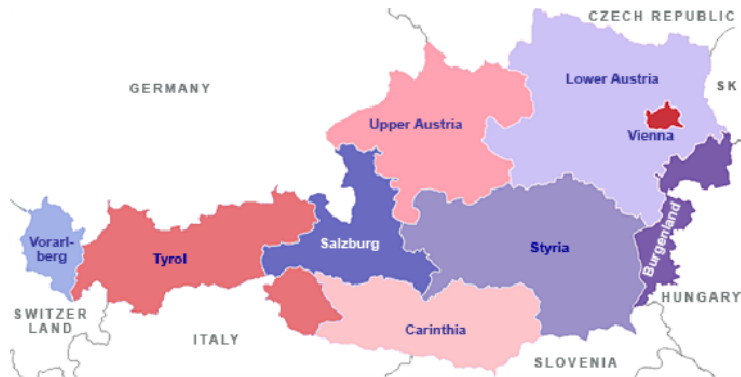 CZECH REPUBLIC
Lower Austria
GERMANY
SK
Upper Austria
Vienna
Vorarl-
berg
Tyrol
Salzburg
Styria
Burgenland
SWITZER
LAND
ITALY
Carinthia
HUNGARY
SLOVENIA